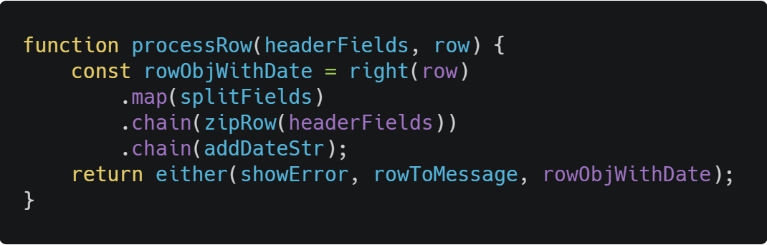 function processRow(headerFields, row) {
    const rowObjWithDate = right(row)
        .map(splitFields)
        .chain(zipRow(headerFields))
        .chain(addDateStr);
    return either(showError, rowToMessage, rowObjWithDate);
}